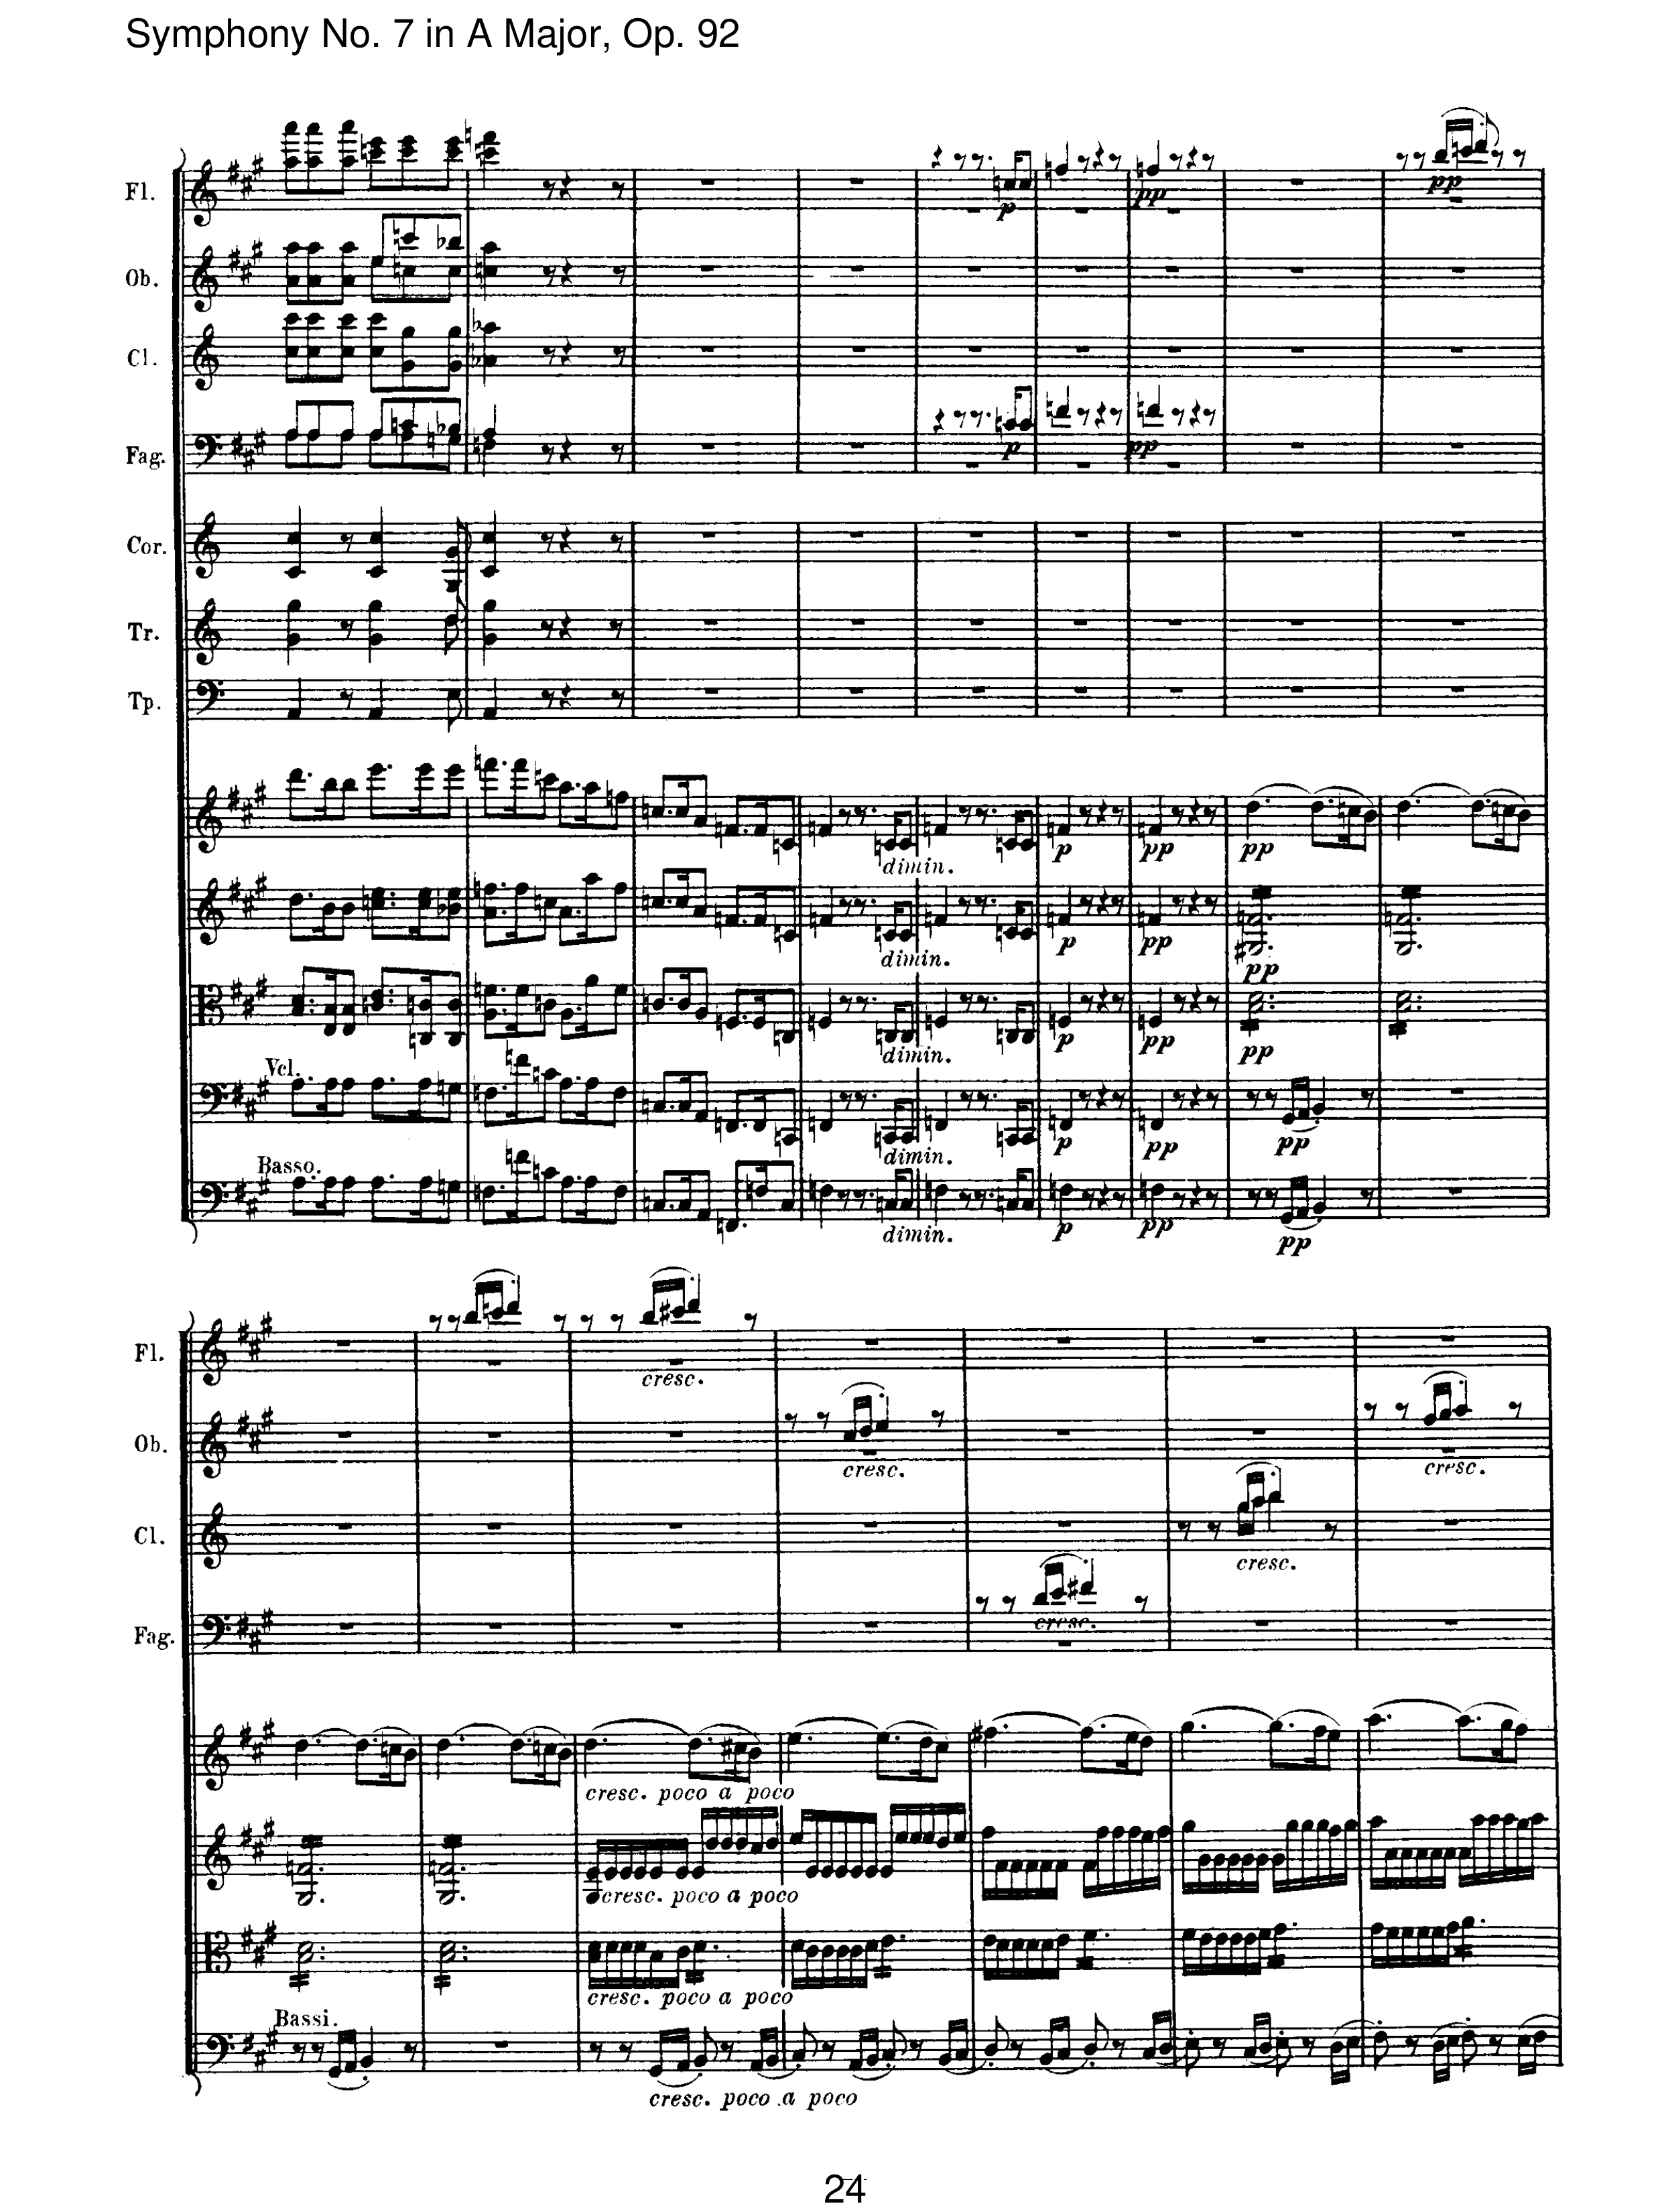 Symphony No. 7 in A Major, Op. 92
Fl.
p
pp
pp
Ob.
Cl.
Fag.
p
pp
Cor.
Tr.
Tp.
dimin.
p
pp
pp
dimin.
p
pp
pp
dimin.
p
pp
pp
Vcl.
dimin.
p
pp
pp
Basso.
dimin.
p
pp
pp
Fl.
cresc.
Ob.
cresc.
cresc.
Cl.
cresc.
Fag.
cresc.
cresc. poco a poco
cresc. poco a poco
cresc. poco a poco
Bassi.
cresc. poco a poco
24